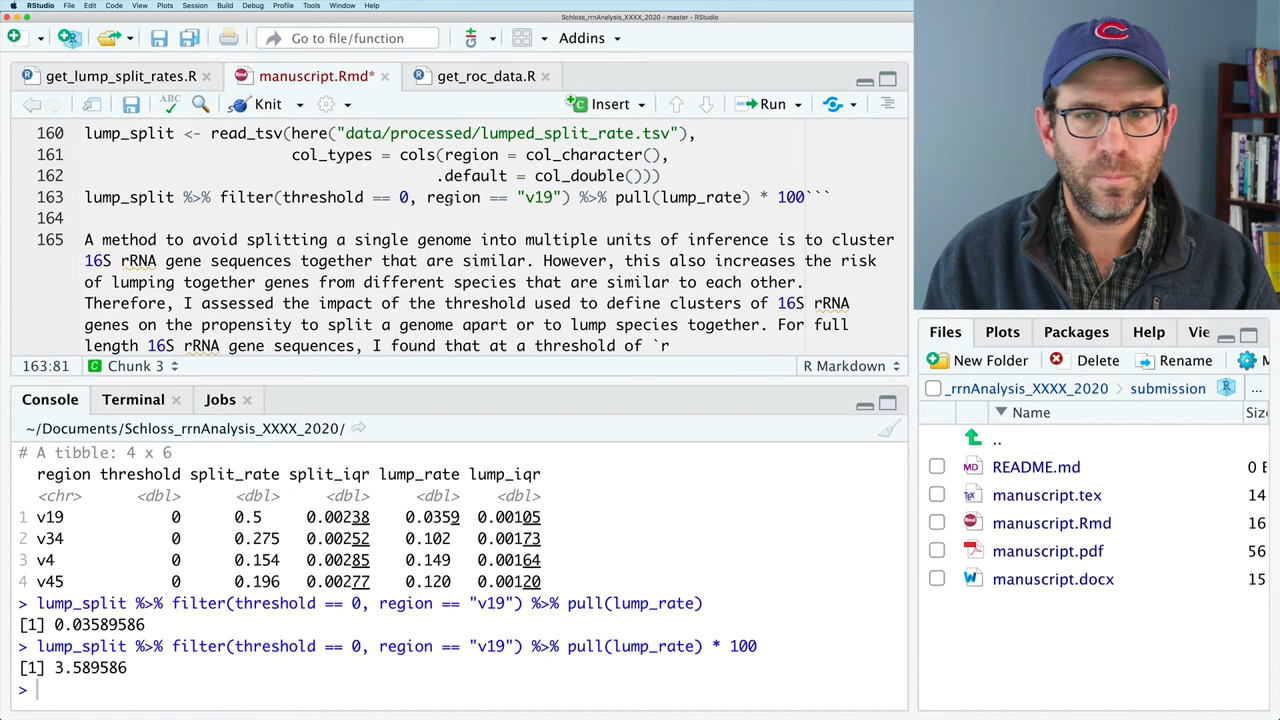 RStudio File Edit Code View Plots Session Build Debug Profile Tools Window Help
Schloss_rrnAnalysis_XXXX_2020 - master - RStudio
Go to file/function Addins
get_lump_split_rates.R manuscript.Rmd* get_roc_data.R
ABC Knit Insert Run
160 lump_split <- read_tsv(here("data/processed/lumped_split_rate.tsv"),
161 col_types = cols(region = col_character(),
162 .default = col_double()))
163 lump_split %>% filter(threshold == 0, region == "v19") %>% pull(lump_rate) * 100```
164
165 A method to avoid splitting a single genome into multiple units of inference is to cluster
16S rRNA gene sequences together that are similar. However, this also increases the risk
of lumping together genes from different species that are similar to each other.
Therefore, I assessed the impact of the threshold used to define clusters of 16S rRNA
genes on the propensity to split a genome apart or to lump species together. For full
length 16S rRNA gene sequences, I found that at a threshold of `r
163:81 Chunk 3 R Markdown
Console Terminal Jobs
~/Documents/Schloss_rrnAnalysis_XXXX_2020/
# A tibble: 4 x 6
region threshold split_rate split_iqr lump_rate lump_iqr
<chr> <dbl> <dbl> <dbl> <dbl> <dbl>
1 v19 0 0.5 0.00238 0.0359 0.00105
2 v34 0 0.275 0.00252 0.102 0.00173
3 v4 0 0.154 0.00285 0.149 0.00164
4 v45 0 0.196 0.00277 0.120 0.00120
> lump_split %>% filter(threshold == 0, region == "v19") %>% pull(lump_rate)
[1] 0.03589586
> lump_split %>% filter(threshold == 0, region == "v19") %>% pull(lump_rate) * 100
[1] 3.589586
>
C
Files Plots Packages Help Vie
New Folder Delete Rename M
_rrnAnalysis_XXXX_2020 submission ...
Name Siz
..
README.md 0 B
manuscript.tex 14
manuscript.Rmd 16
manuscript.pdf 56
manuscript.docx 15